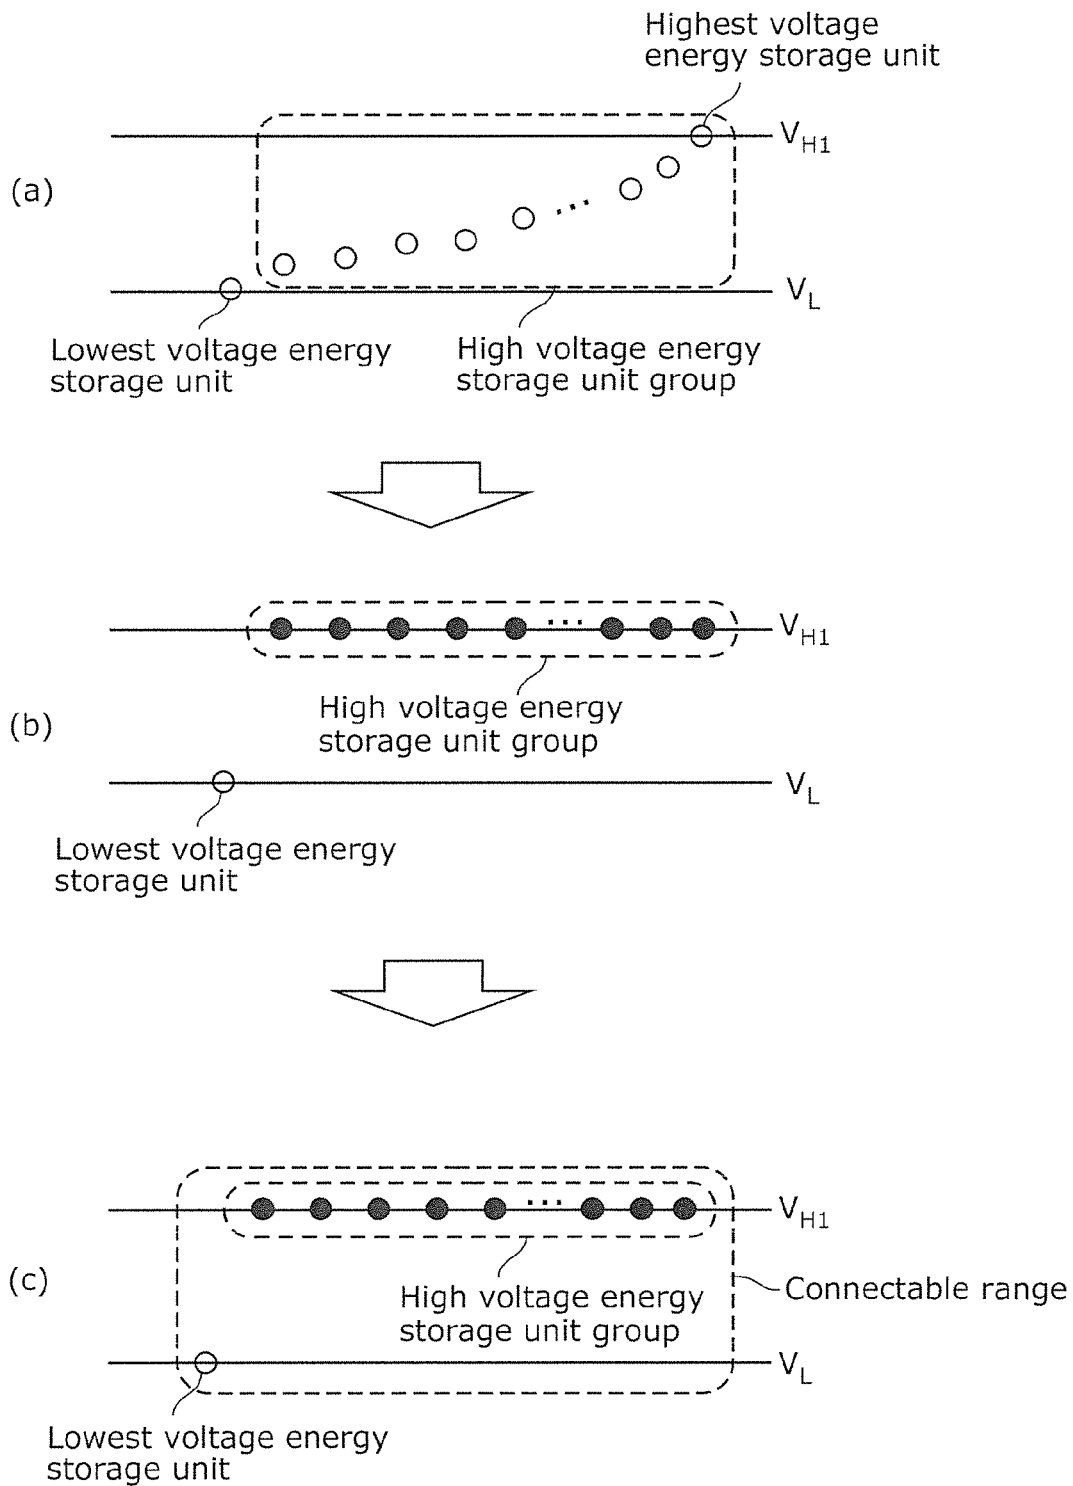 Highest voltage
energy storage unit
V_H1
(a)
V_L
Lowest voltage energy
storage unit
High voltage energy
storage unit group
V_H1
High voltage energy
storage unit group
(b)
V_L
Lowest voltage energy
storage unit
V_H1
(c)
Connectable range
High voltage energy
storage unit group
V_L
Lowest voltage energy
storage unit